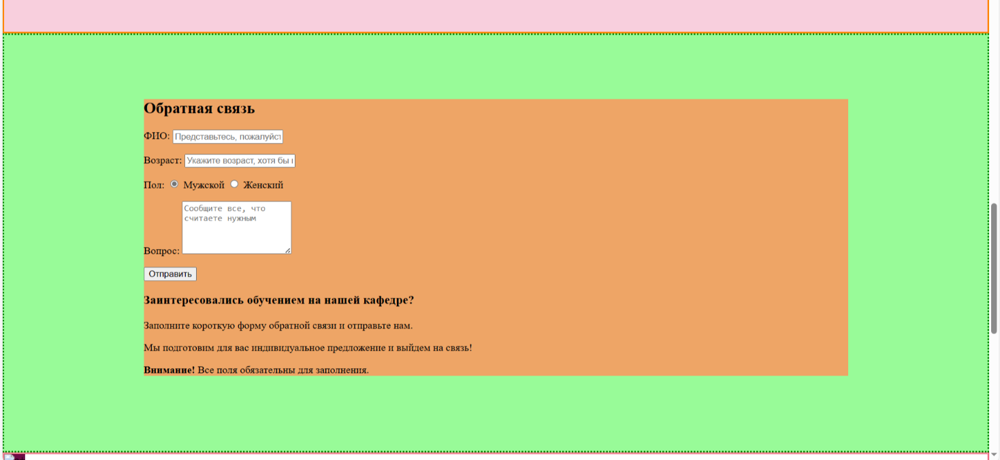 Обратная связь
ФИО: Представьтесь, пожалуйст
Возраст: Укажите возраст, хотя бы
Пол: Мужской Женский
Сообщите все, что
считаете нужным
Вопрос:
Отправить
Заинтересовались обучением на нашей кафедре?
Заполните короткую форму обратной связи и отправьте нам.
Мы подготовим для вас индивидуальное предложение и выйдем на связь!
Внимание! Все поля обязательны для заполнения.